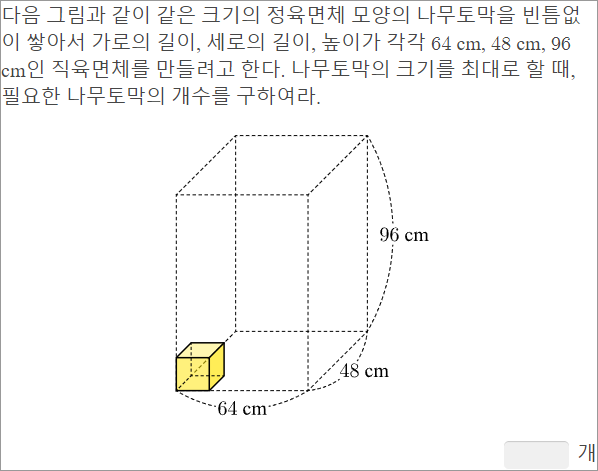 다음 그림과 같이 같은 크기의 정육면체 모양의 나무토막을 빈틈없
이 쌓아서 가로의 길이, 세로의 길이, 높이가 각각 64 cm, 48 cm, 96
cm인 직육면체를 만들려고 한다. 나무토막의 크기를 최대로 할 때,
필요한 나무토막의 개수를 구하여라.
96 cm
48 cm
64 cm
개